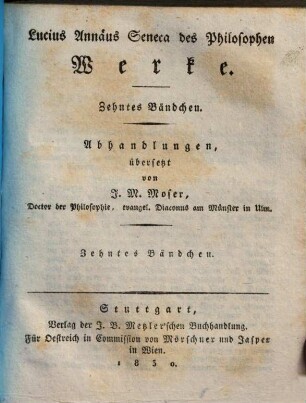 Lucius Annäus Seneca des Philosophen
Werke.
Zehntes Bändchen.
Abhandlungen,
übersetzt
von
J. M. Moser,
Doctor der Philosophie, evangel. Diaconus am Münster in Ulm.
Zehntes Bändchen.
Stuttgart,
Verlag der J. B. Metzler'schen Buchhandlung.
Für Oestreich in Commission von Mörschner und Jasper
in Wien.
1830.